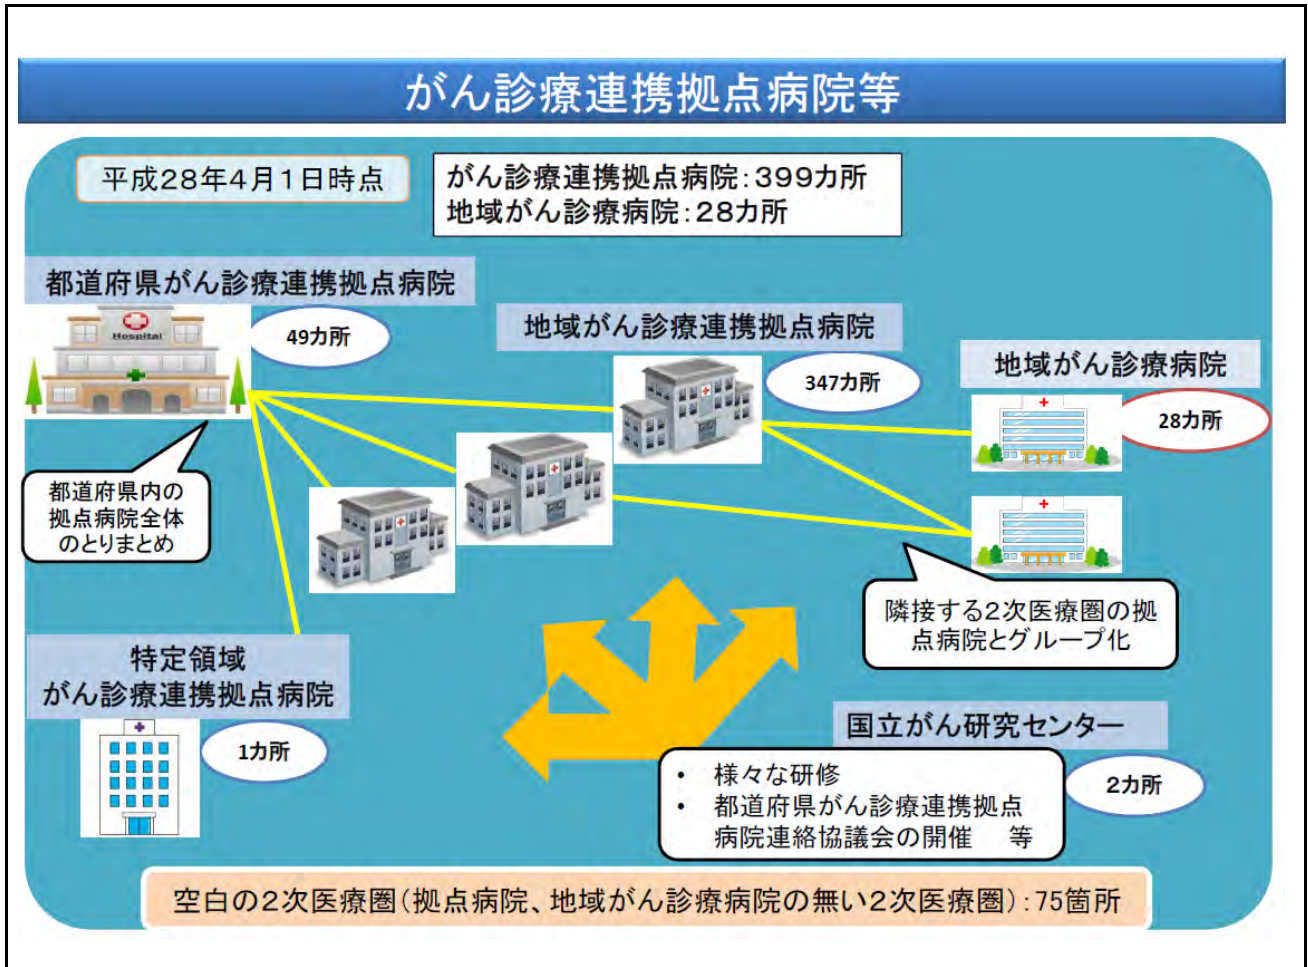 がん診療連携拠点病院等
平成28年4月1日時点
がん診療連携拠点病院:399カ所
地域がん診療病院:28カ所
都道府県がん診療連携拠点病院
Hospital
49カ所
地域がん診療連携拠点病院
347カ所
地域がん診療病院
28カ所
都道府県内の
拠点病院全体
のとりまとめ
隣接する2次医療圏の拠
点病院とグループ化
特定領域
がん診療連携拠点病院
1カ所
国立がん研究センター
2カ所
• 様々な研修
• 都道府県がん診療連携拠点
病院連絡協議会の開催 等
空白の2次医療圏(拠点病院、地域がん診療病院の無い2次医療圏):75箇所